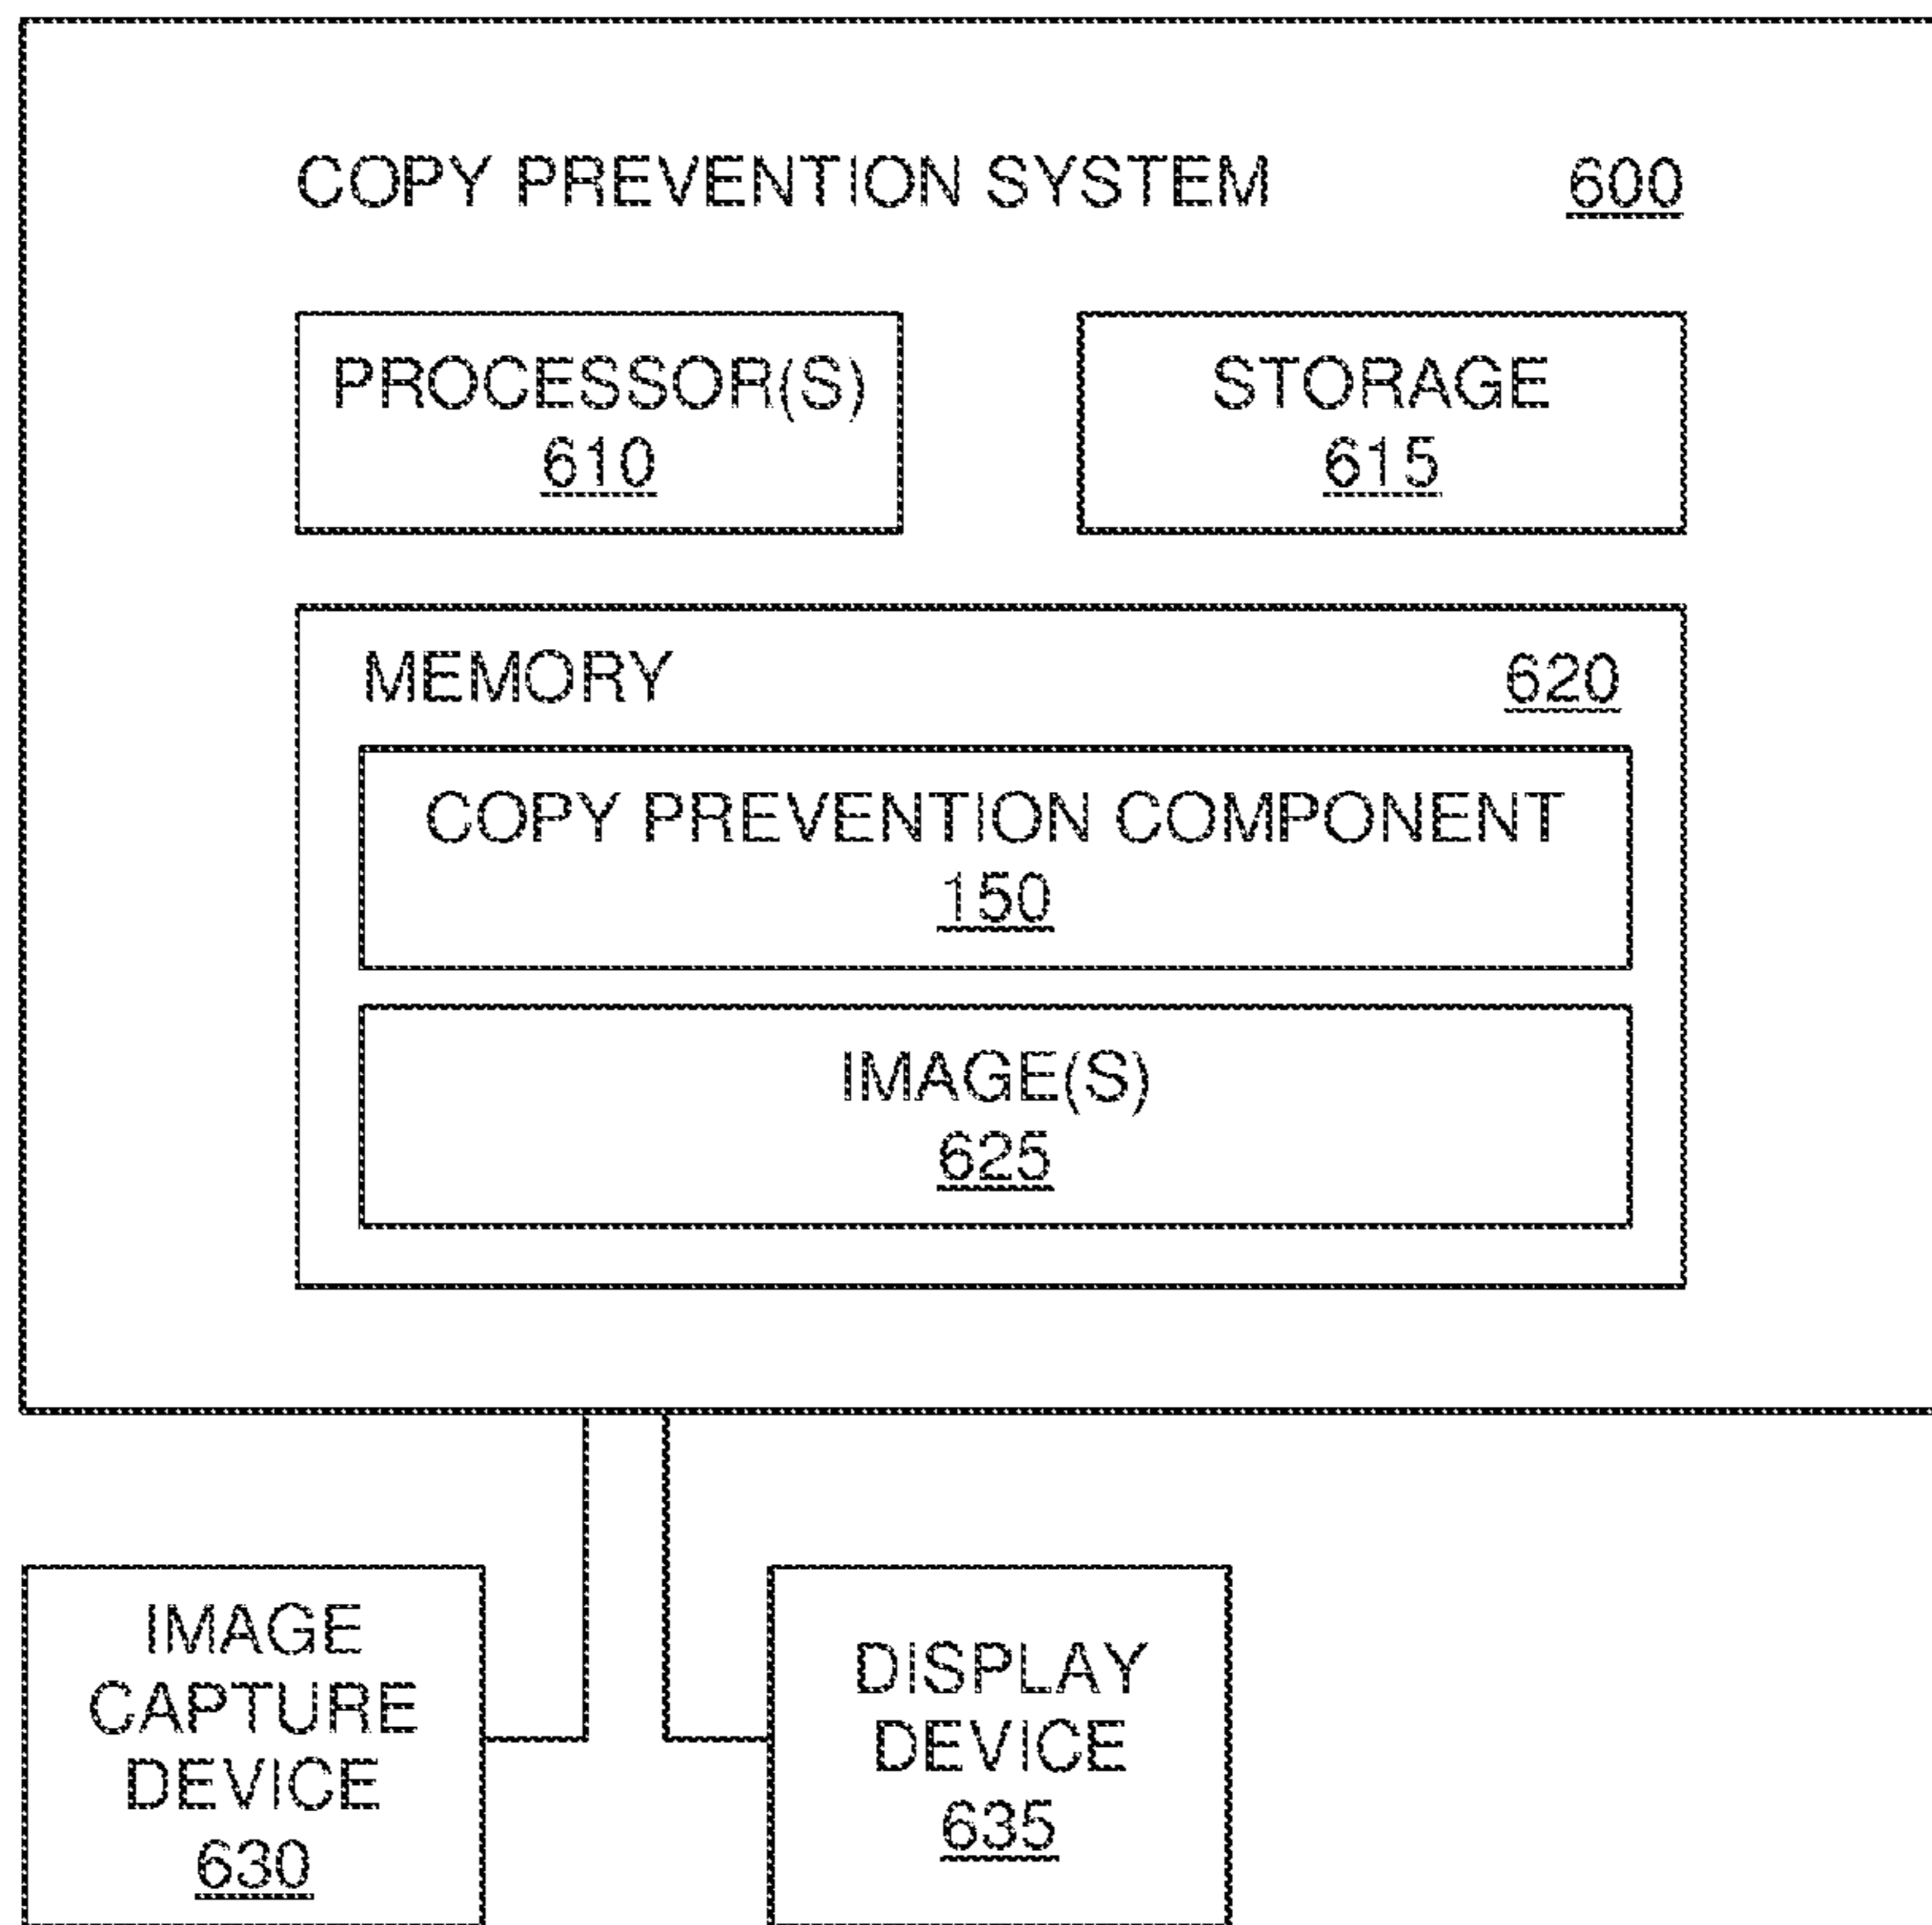 COPY PREVENTION SYSTEM 600
PROCESSOR(S)
610
STORAGE
615
MEMORY 620
COPY PREVENTION COMPONENT
150
IMAGE(S)
625
IMAGE
CAPTURE
DEVICE
630
DISPLAY
DEVICE
635